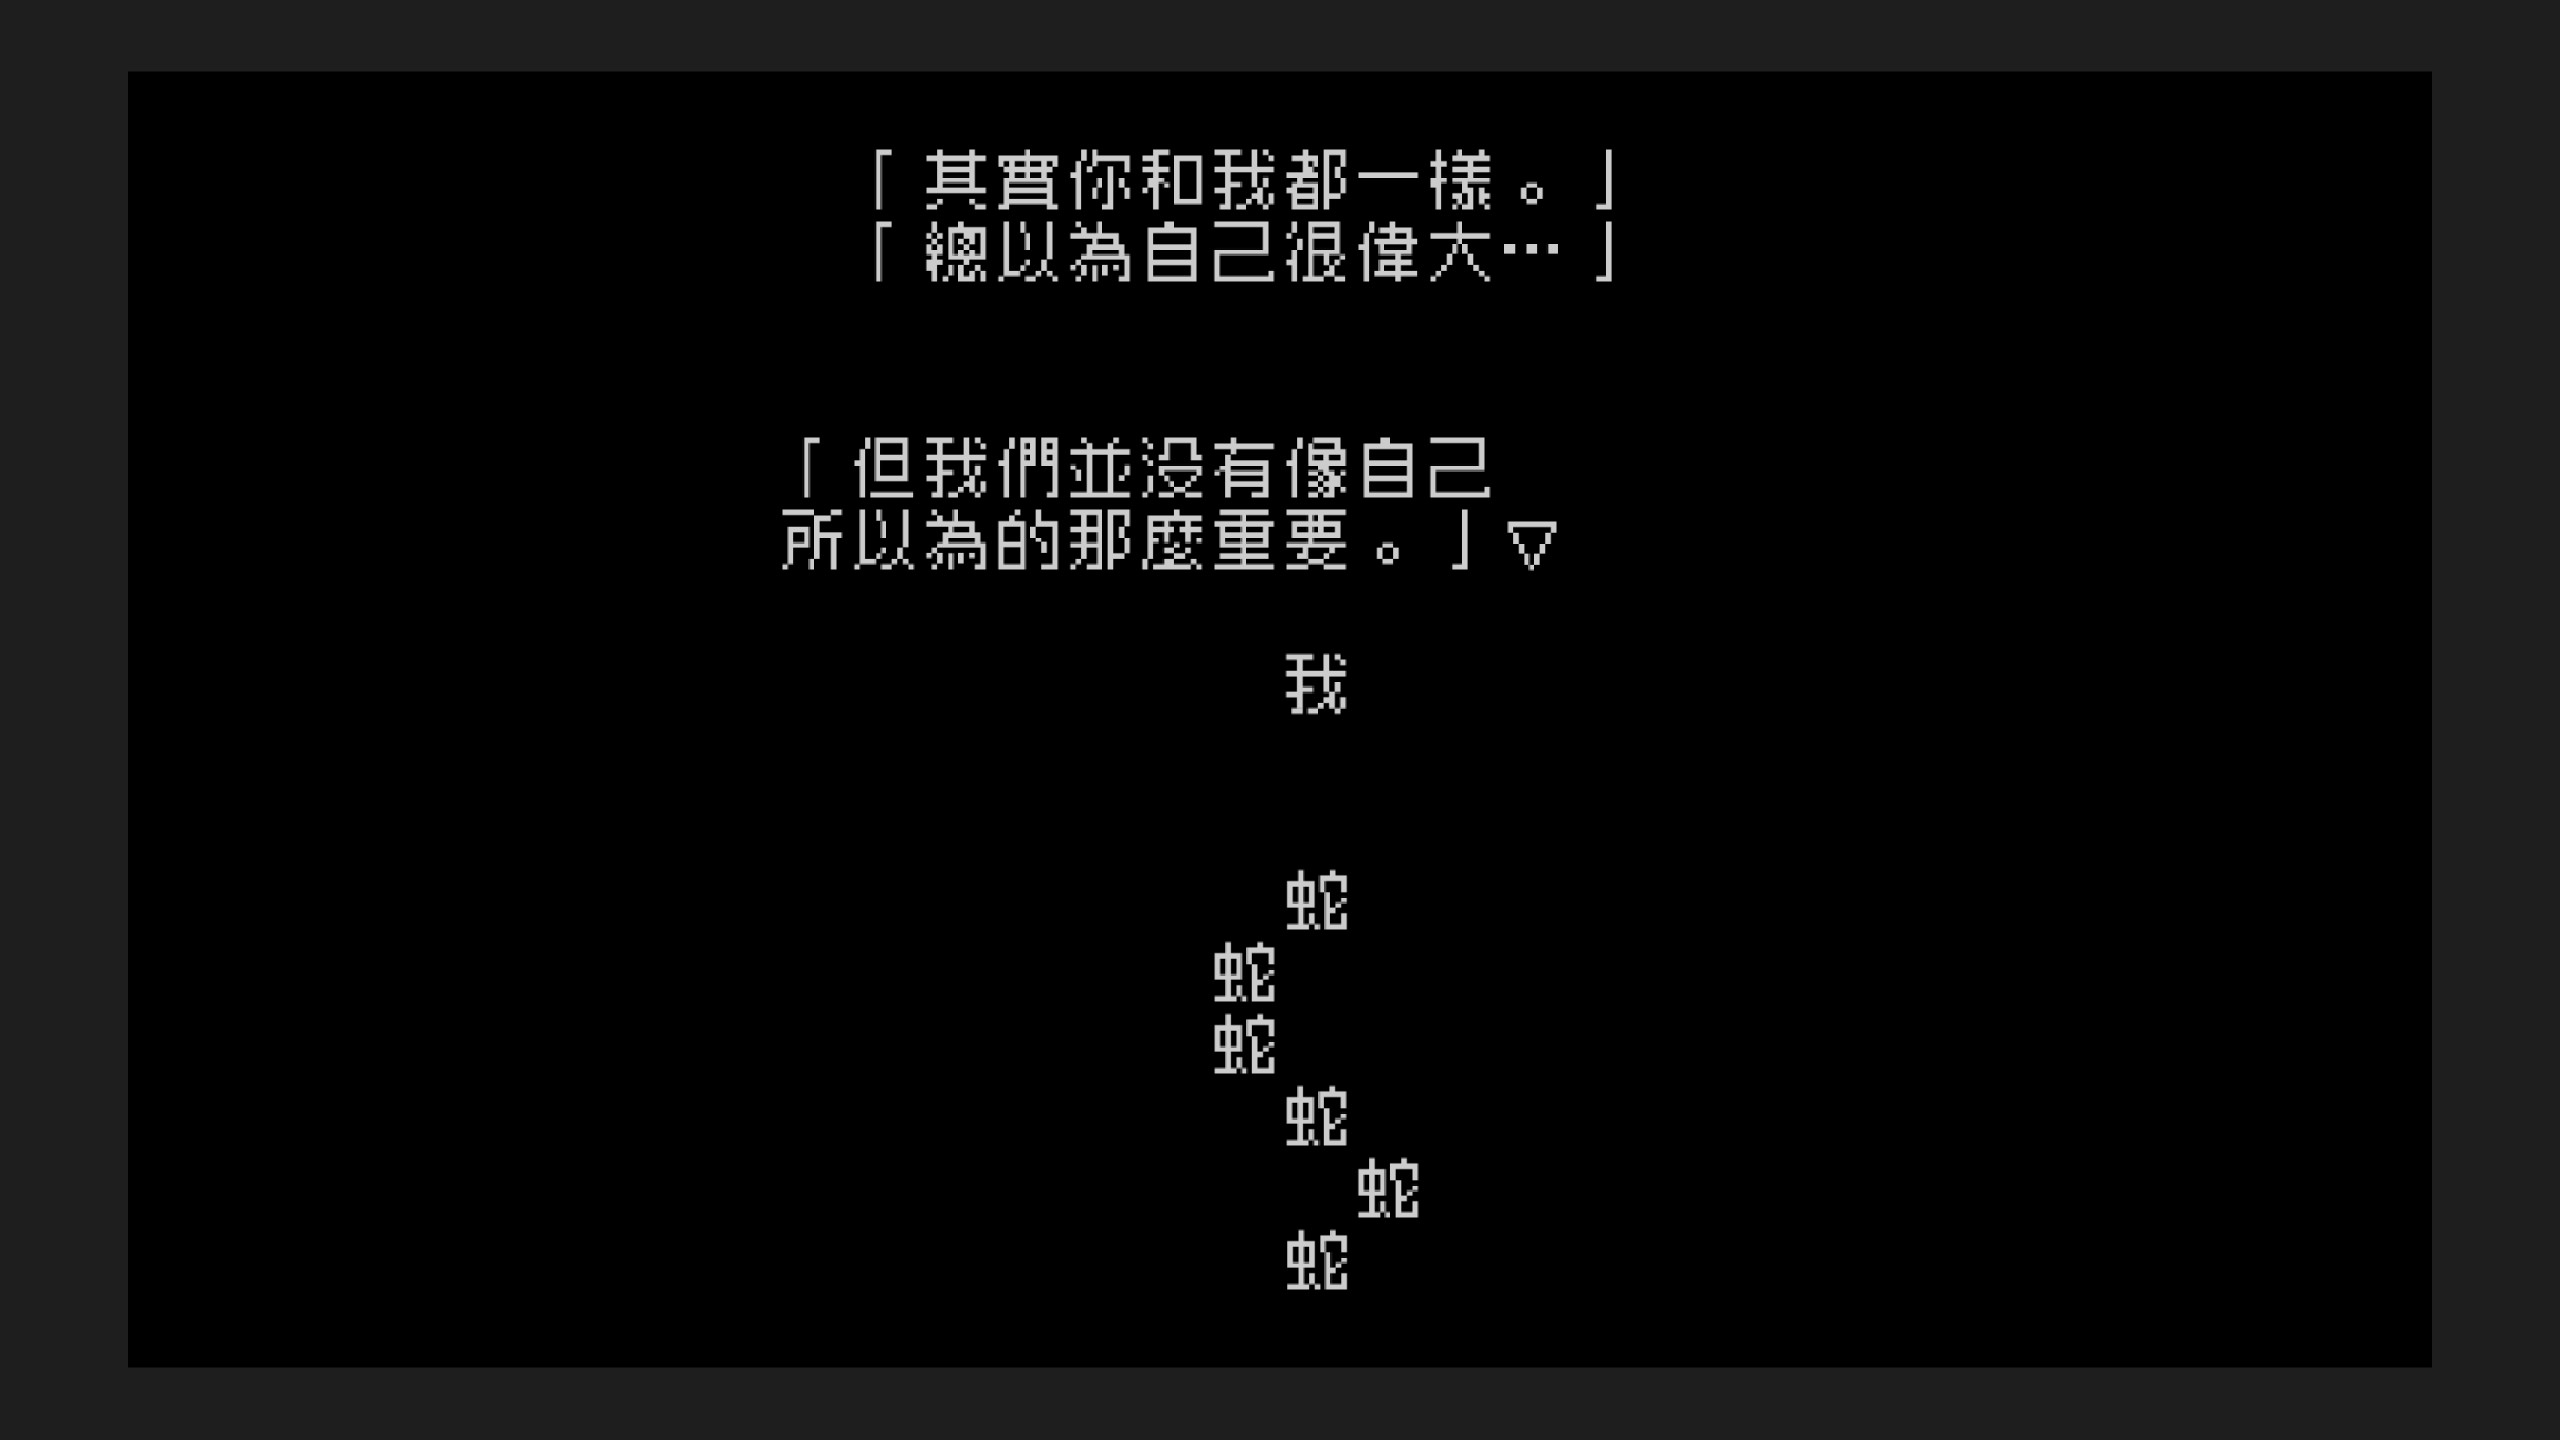 「其實你和我都一樣。」
「總以為自己很偉大…」
「但我們並沒有像自己
所以為的那麼重要。」▽
我
蛇
蛇
蛇
蛇
蛇
蛇